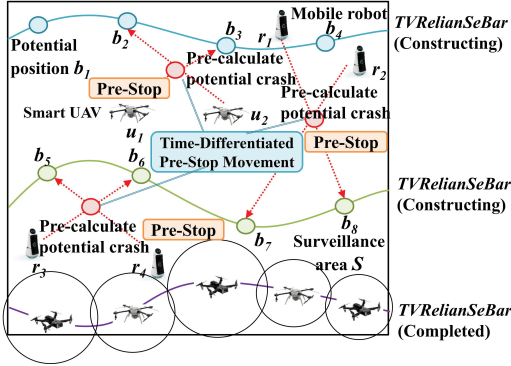 b2
b3
r1
Mobile robot
b4
TVRelianSeBar
(Constructing)
Potential
position b1
Pre-calculate
potential crash
r2
Pre-Stop
Pre-calculate
potential crash
Smart UAV
u1
u2
Time-Differentiated
Pre-Stop Movement
Pre-Stop
b5
b6
TVRelianSeBar
(Constructing)
Pre-calculate
potential crash
Pre-Stop
b7
b8
Surveillance
area S
r3
r4
TVRelianSeBar
(Completed)